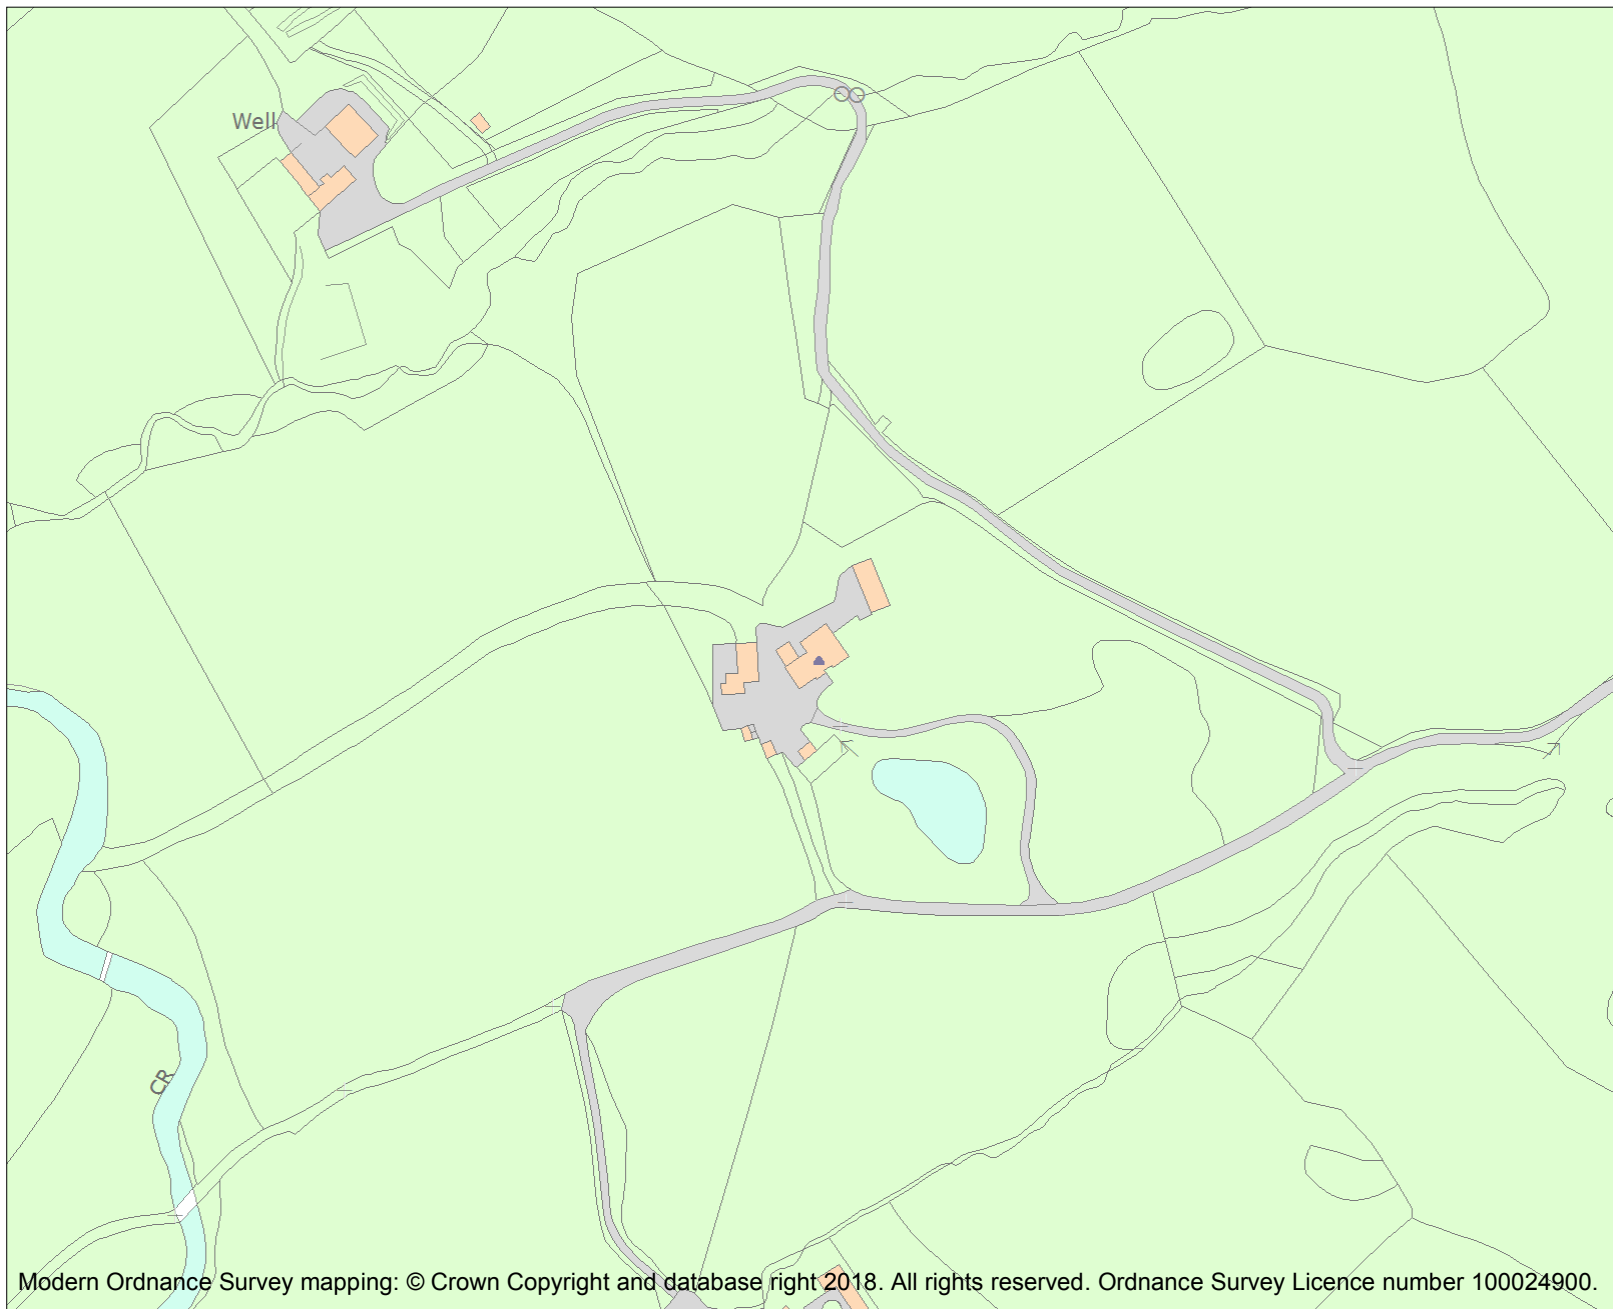 Well
CR
Modern Ordnance Survey mapping: © Crown Copyright and database right 2018. All rights reserved. Ordnance Survey Licence number 100024900.